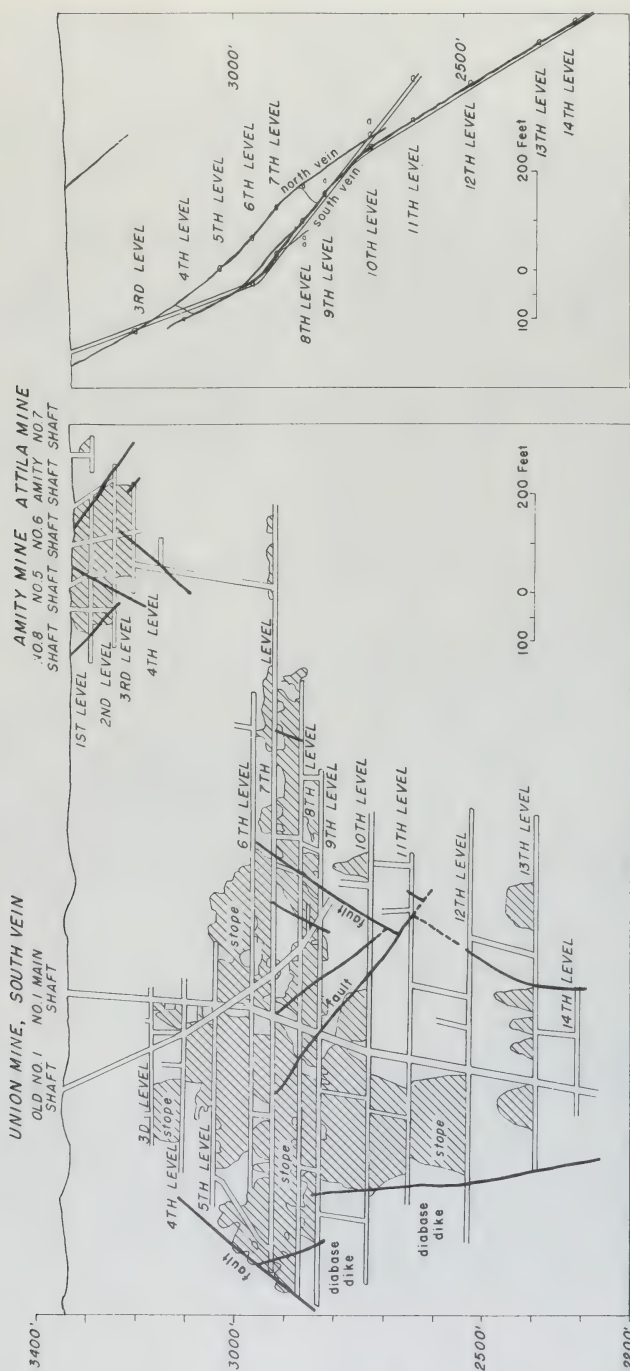 UNION MINE, SOUTH VEIN
OLD NO. 1 NO. 1 MAIN
SHAFT SHAFT
AMITY MINE ATTILA MINE
NO. 8 NO. 5 NO. 6 AMITY NO. 7
SHAFT SHAFT SHAFT SHAFT SHAFT
3400'
3000'
2500'
1ST LEVEL
2ND LEVEL
3RD LEVEL
4TH LEVEL
3D LEVEL
stope
4TH LEVEL
5TH LEVEL
stope
6TH LEVEL
7TH LEVEL
8TH LEVEL
9TH LEVEL
10TH LEVEL
11TH LEVEL
12TH LEVEL
13TH LEVEL
14TH LEVEL
fault
fault
fault
stope
stope
diabase
dike
diabase
dike
100 0 200 Feet
3000'
2500'
3RD LEVEL
4TH LEVEL
5TH LEVEL
6TH LEVEL
7TH LEVEL
north vein
south vein
8TH LEVEL
9TH LEVEL
10TH LEVEL
11TH LEVEL
12TH LEVEL
13TH LEVEL
14TH LEVEL
100 0 200 Feet